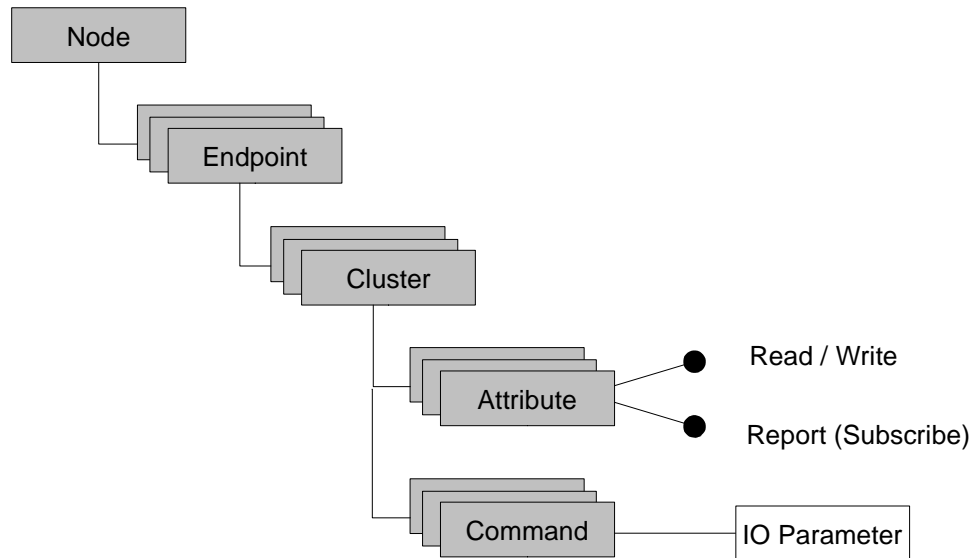 Node
Endpoint
Cluster
Attribute
Read / Write
Report (Subscribe)
Command
IO Parameter